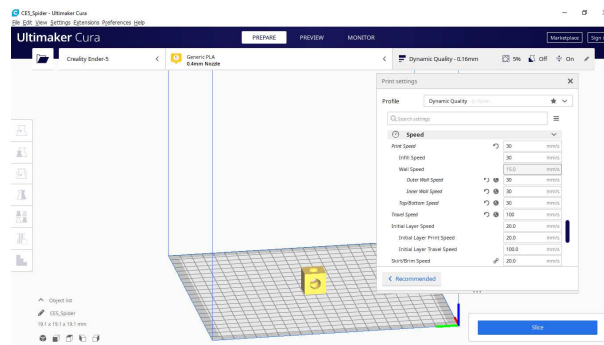 CE5_Spider - Ultimaker Cura
File Edit View Settings Extensions Preferences Help
Ultimaker Cura PREPARE PREVIEW MONITOR Marketplace Sign
Creality Ender-5 Generic PLA Dynamic Quality - 0.16mm 5% Off On
0.4mm Nozzle
Print settings
Profile Dynamic Quality
Search settings
Speed
Print Speed 30 mm/s
Infill Speed 30 mm/s
Wall Speed 15.0 mm/s
Outer Wall Speed 30 mm/s
Inner Wall Speed 30 mm/s
Top/Bottom Speed 30 mm/s
Travel Speed 100 mm/s
Initial Layer Speed 20.0 mm/s
Initial Layer Print Speed 20.0 mm/s
Initial Layer Travel Speed 100.0 mm/s
Skirt/Brim Speed 20.0 mm/s
Recommended
Object list
CE5_Spider
19.1 x 19.1 x 19.1 mm
Slice